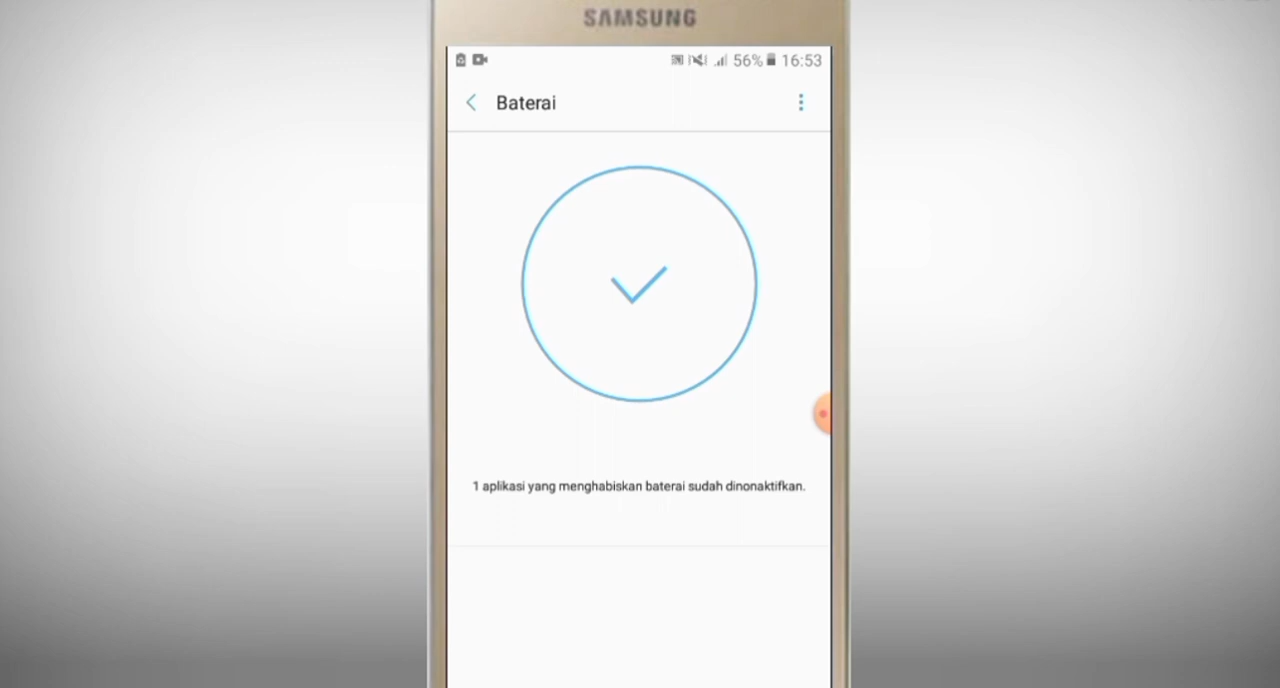 SAMSUNG
56% 16:53
Baterai
1 aplikasi yang menghabiskan baterai sudah dinonaktifkan.